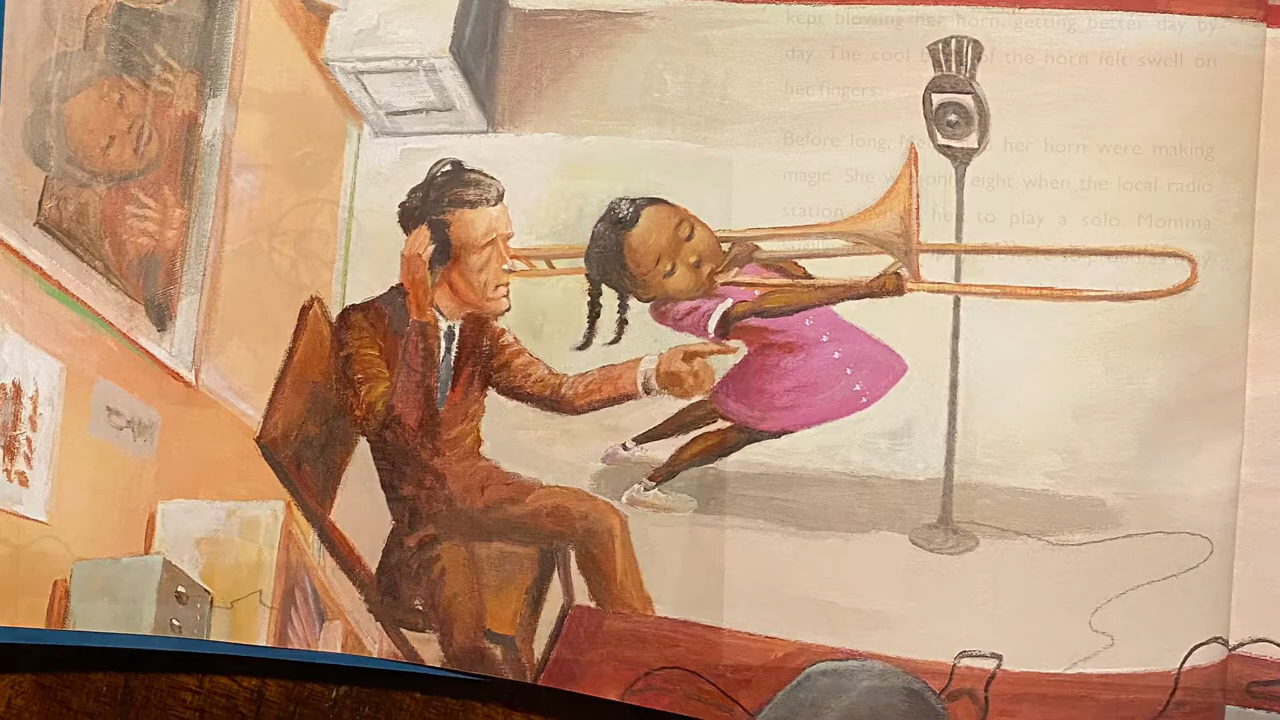 kept blowing her horn, getting better day by
day. The cool of the horn felt swell on
her fingers.
Before long, her horn were making
magic. She only eight when the local radio
station to play a solo. Momma